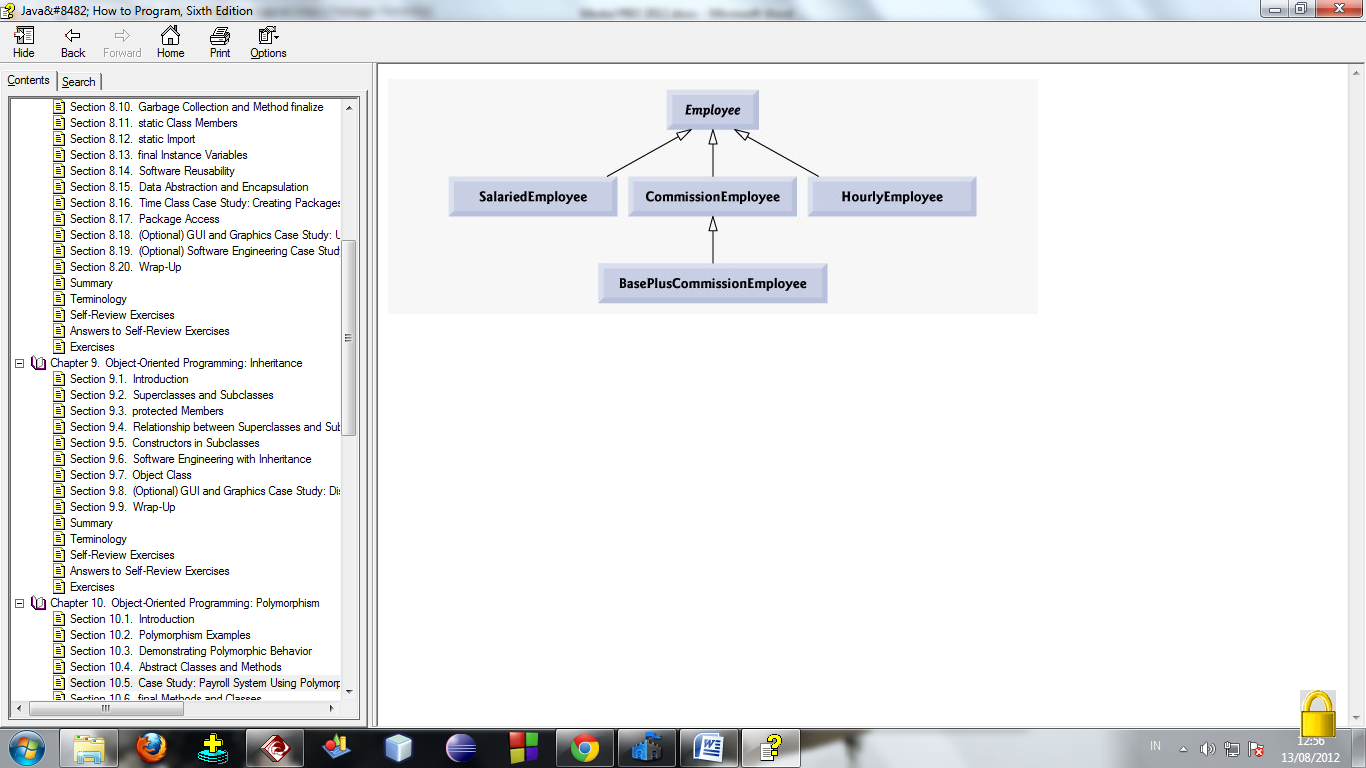 Java&#8482; How to Program, Sixth Edition
Hide Back Forward Home Print Options
Contents Search
Section 8.10. Garbage Collection and Method finalize
Section 8.11. static Class Members
Section 8.12. static Import
Section 8.13. final Instance Variables
Section 8.14. Software Reusability
Section 8.15. Data Abstraction and Encapsulation
Section 8.16. Time Class Case Study: Creating Packages
Section 8.17. Package Access
Section 8.18. (Optional) GUI and Graphics Case Study: U
Section 8.19. (Optional) Software Engineering Case Stud
Section 8.20. Wrap-Up
Summary
Terminology
Self-Review Exercises
Answers to Self-Review Exercises
Exercises
Chapter 9. Object-Oriented Programming: Inheritance
Section 9.1. Introduction
Section 9.2. Superclasses and Subclasses
Section 9.3. protected Members
Section 9.4. Relationship between Superclasses and Sub
Section 9.5. Constructors in Subclasses
Section 9.6. Software Engineering with Inheritance
Section 9.7. Object Class
Section 9.8. (Optional) GUI and Graphics Case Study: Dis
Section 9.9. Wrap-Up
Summary
Terminology
Self-Review Exercises
Answers to Self-Review Exercises
Exercises
Chapter 10. Object-Oriented Programming: Polymorphism
Section 10.1. Introduction
Section 10.2. Polymorphism Examples
Section 10.3. Demonstrating Polymorphic Behavior
Section 10.4. Abstract Classes and Methods
Section 10.5. Case Study: Payroll System Using Polymorp
Section 10.6. final Methods and Classes
Employee
SalariedEmployee CommissionEmployee HourlyEmployee
BasePlusCommissionEmployee
IN
12:56
13/08/2012